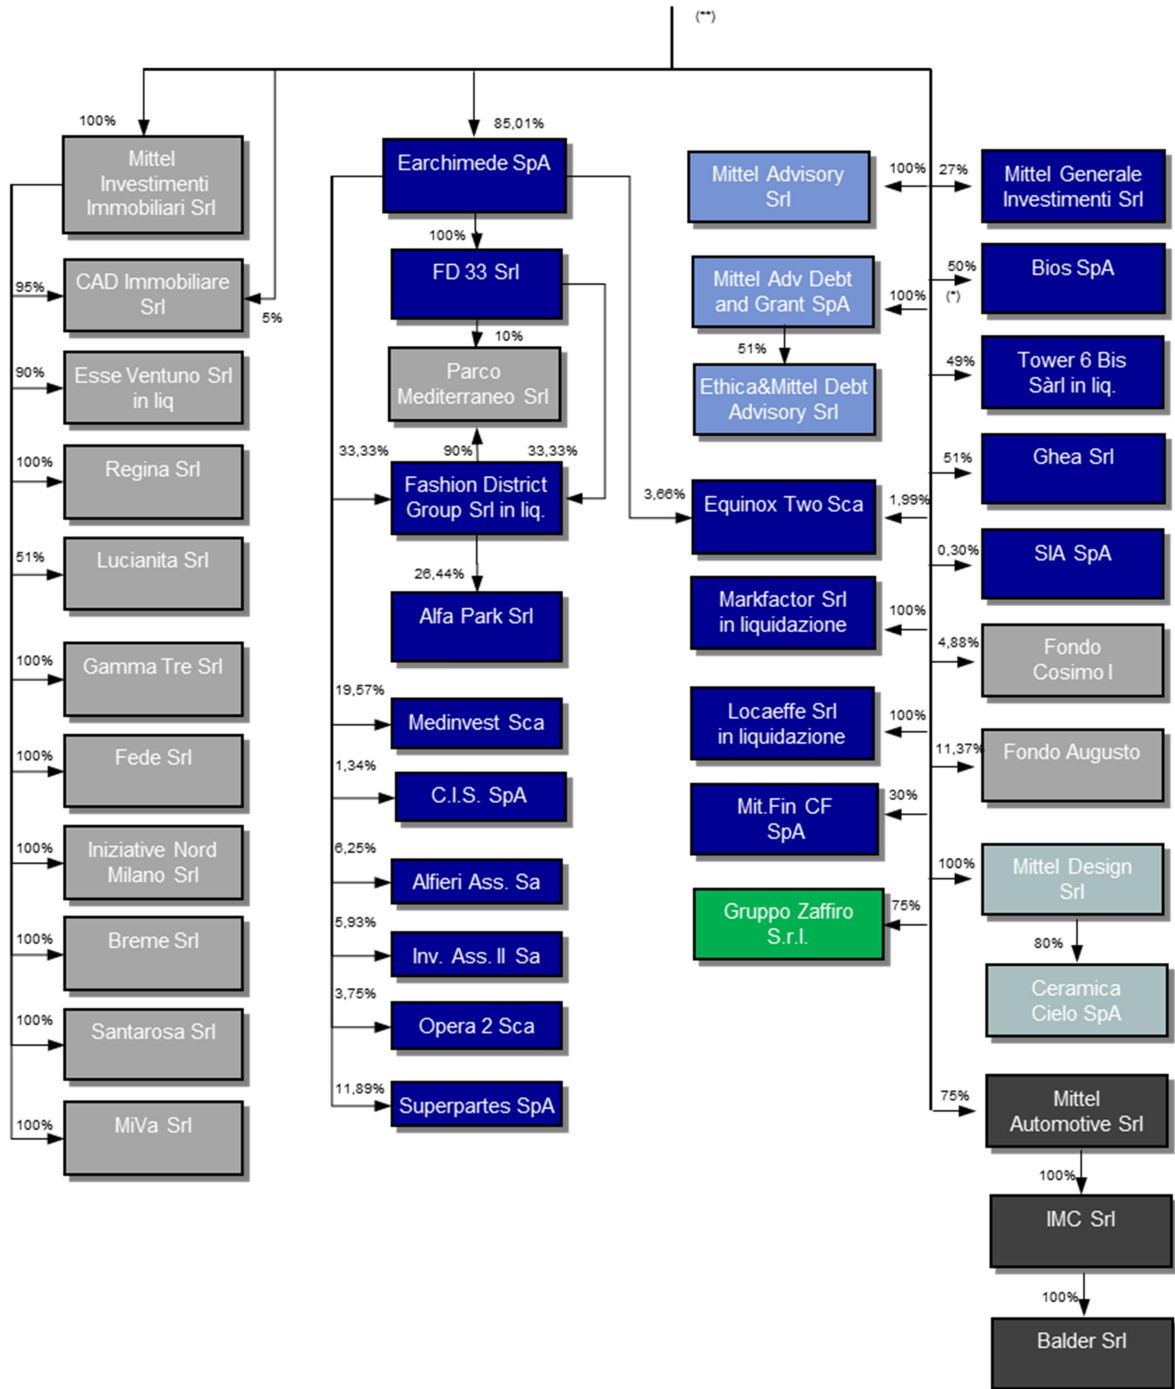 (**)
100%
Mittel
Investimenti
Immobiliari Srl
95%
CAD Immobiliare
Srl
5%
90%
Esse Ventuno Srl
in liq
100%
Regina Srl
51%
Lucianita Srl
100%
Gamma Tre Srl
100%
Fede Srl
100%
Iniziative Nord
Milano Srl
100%
Breme Srl
100%
Santarosa Srl
100%
MiVa Srl
85,01%
Earchimede SpA
100%
FD 33 Srl
10%
Parco
Mediterraneo Srl
33,33%
90%
33,33%
Fashion District
Group Srl in liq.
26,44%
Alfa Park Srl
19,57%
Medinvest Sca
1,34%
C.I.S. SpA
6,25%
Alfieri Ass. Sa
5,93%
Inv. Ass. II Sa
3,75%
Opera 2 Sca
11,89%
Superpartes SpA
Mittel Advisory
Srl
100%
Mittel Adv Debt
and Grant SpA
100%
51%
Ethica&Mittel Debt
Advisory Srl
3,66%
Equinox Two Sca
1,99%
Markfactor Srl
in liquidazione
100%
Locaeffe Srl
in liquidazione
100%
Mit.Fin CF
SpA
30%
Gruppo Zaffiro
S.r.l.
75%
27%
Mittel Generale
Investimenti Srl
50%
(*)
Bios SpA
49%
Tower 6 Bis
Sàrl in liq.
51%
Ghea Srl
0,30%
SIA SpA
4,88%
Fondo
Cosimo I
11,37%
Fondo Augusto
100%
Mittel Design
Srl
80%
Ceramica
Cielo SpA
75%
Mittel
Automotive Srl
100%
IMC Srl
100%
Balder Srl